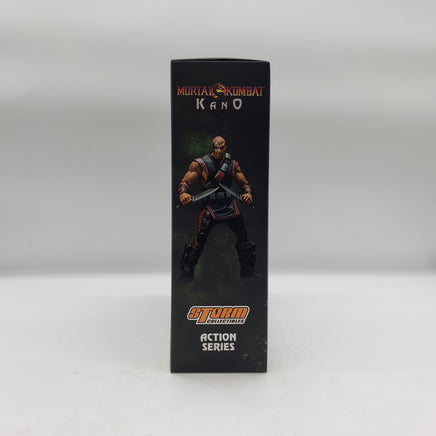 MORTAL KOMBAT
KANO
STORM
COLLECTIBLES
ACTION
SERIES